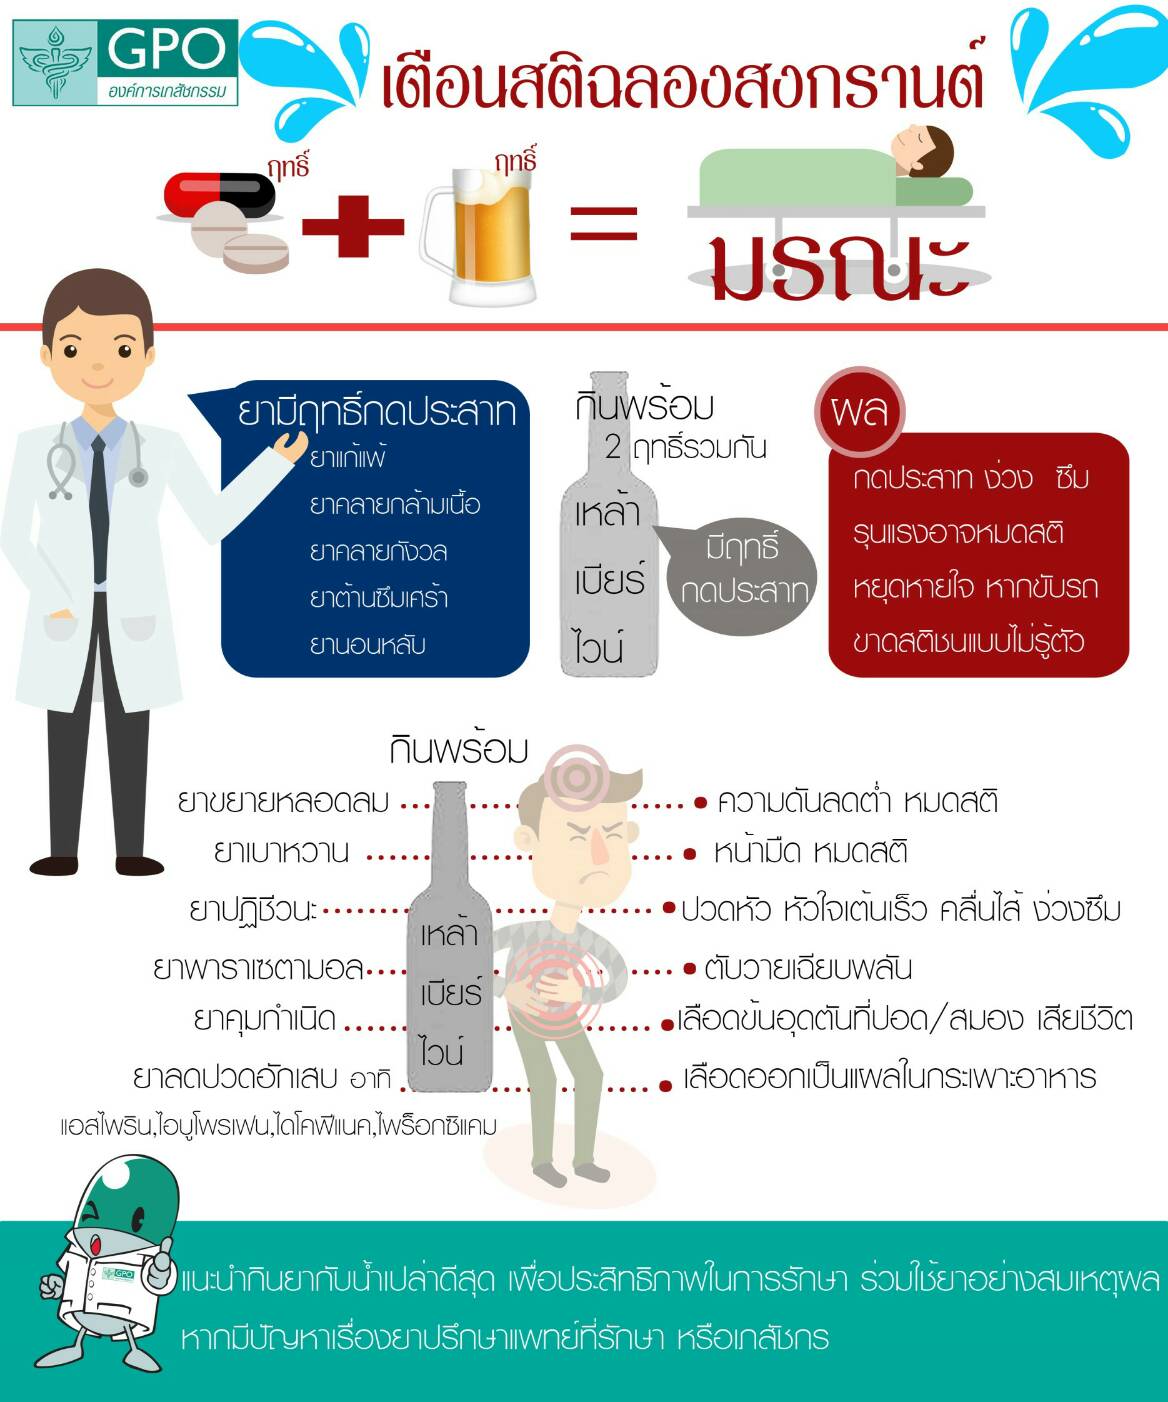 GPO
องค์การเภสัชกรรม
เตือนสติฉลองสงกรานต์
ฤทธิ์
ฤทธิ์
มรณะ
ยามีฤทธิ์กดประสาท
ยาแก้แพ้
ยาคลายกล้ามเนื้อ
ยาคลายกังวล
ยาต้านซึมเศร้า
ยานอนหลับ
กินพร้อม
2 ฤทธิ์รวมกัน
เหล้า
เบียร์
ไวน์
มีฤทธิ์
กดประสาท
ผล
กดประสาท ง่วง ซึม
รุนแรงอาจหมดสติ
หยุดหายใจ หากขับรถ
ขาดสติชนแบบไม่รู้ตัว
กินพร้อม
ยาขยายหลอดลม ความดันลดต่ำ หมดสติ
ยาเบาหวาน หน้ามืด หมดสติ
ยาปฏิชีวนะ ปวดหัว หัวใจเต้นเร็ว คลื่นไส้ ง่วงซึม
เหล้า
ยาพาราเซตามอล ตับวายเฉียบพลัน
เบียร์
ยาคุมกำเนิด เลือดข้นอุดตันที่ปอด/สมอง เสียชีวิต
ไวน์
ยาลดปวดอักเสบ อาทิ เลือดออกเป็นแผลในกระเพาะอาหาร
แอสไพริน,ไอบูโพรเฟน,ไดโคฟีแนค,ไพร็อกซิแคม
GPO
แนะนำกินยากับน้ำเปล่าดีสุด เพื่อประสิทธิภาพในการรักษา ร่วมใช้ยาอย่างสมเหตุผล
หากมีปัญหาเรื่องยาปรึกษาแพทย์ที่รักษา หรือเภสัชกร